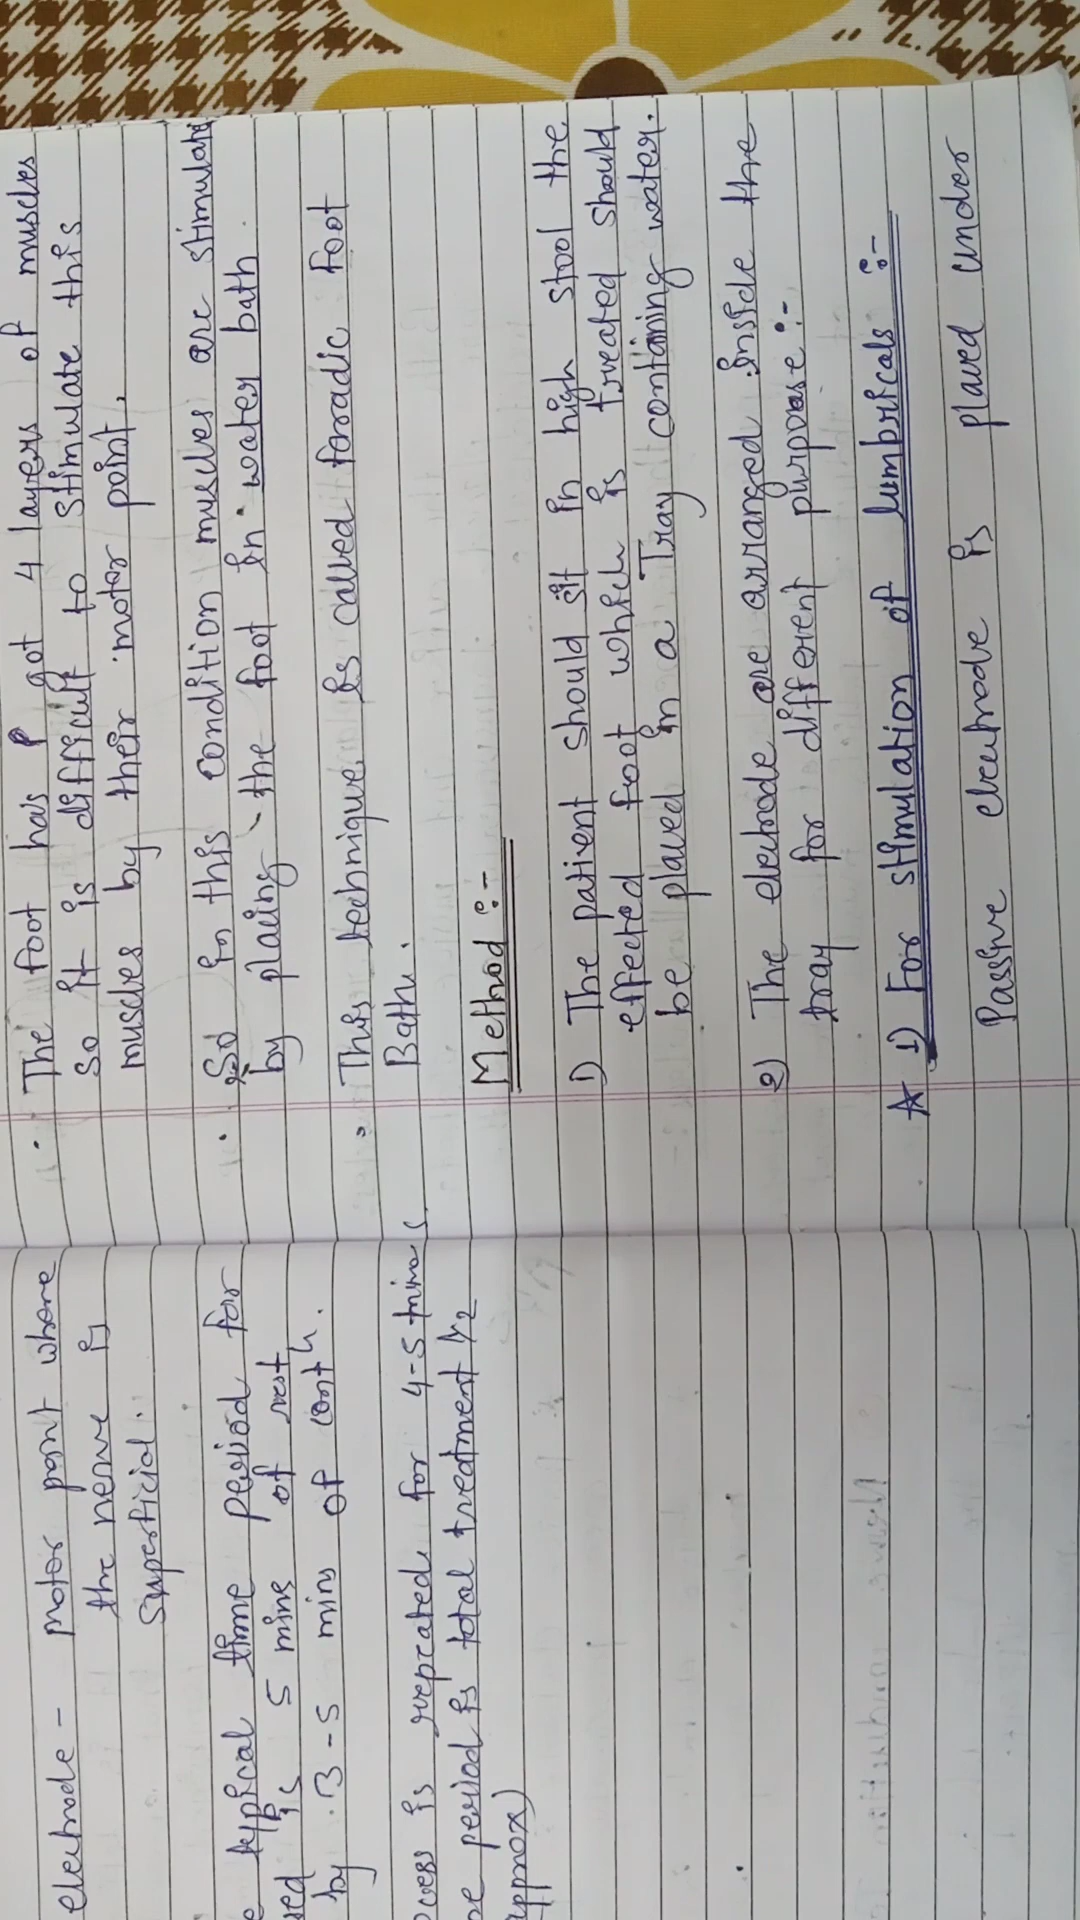 electrode - motor point where
the nerve is
superficial.
typical time period for
is 5 mins of rest
by 3-5 mins of contn.
is repeated for 4-5 times (
period is total treatment 1/2
approx)
• The foot has got 4 layers of muscles
So it is difficult to stimulate this
muscles by their motor point,
• So in this condition muscles are stimulate
by placing the foot in water bath
• This technique is called faradic foot
Bath.
Method :-
1) The patient should sit in high stool the
effected foot which is treated should
be placed in a Tray containing water.
2) The electrode are arranged inside the
tray for different purpose :-
☆ 1) For stimulation of lumbricals :-
Passive electrode is placed under